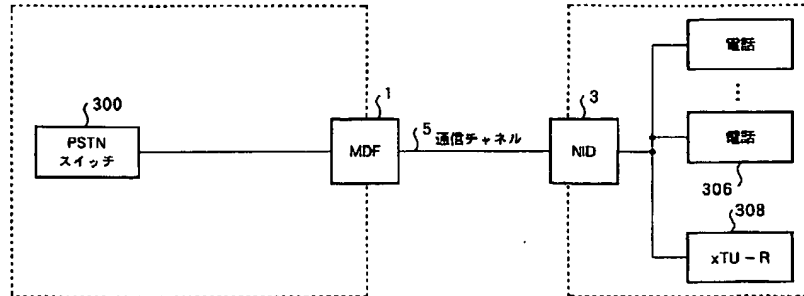 電話
⋮
300
1
3
5 通信チャネル
電話
PSTN
スイッチ
MDF
NID
306
308
xTU-R